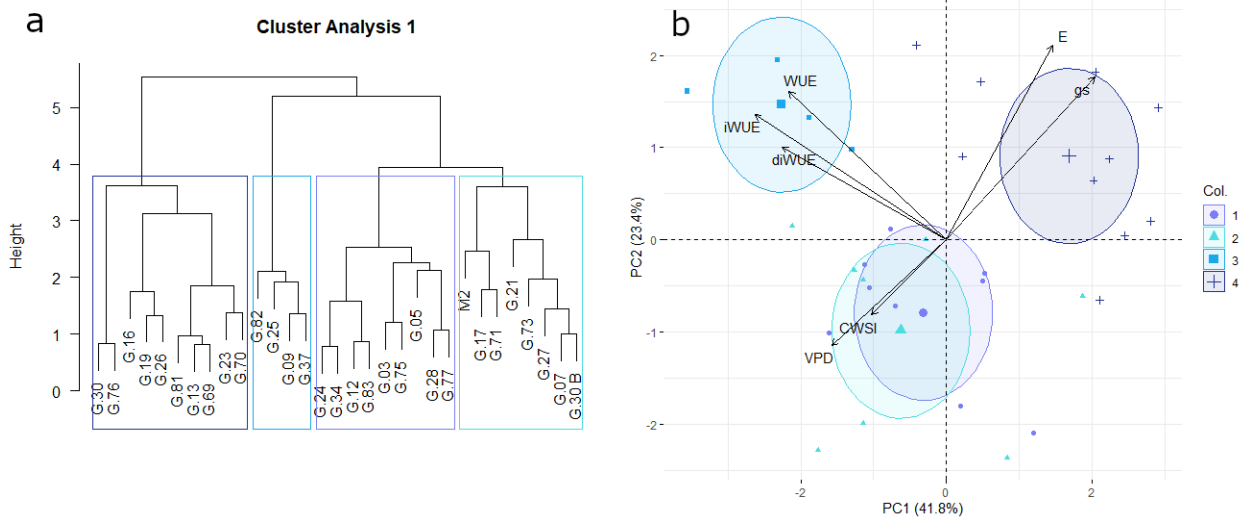 a
Cluster Analysis 1
Height
5
4
3
2
1
0
G.30
G.76
G.16
G.19
G.26
G.81
G.13
G.69
G.23
G.70
G.82
G.25
G.09
G.37
G.24
G.34
G.12
G.83
G.03
G.75
G.05
G.28
G.77
M2
G.17
G.71
G.21
G.73
G.27
G.07
G.30 B
b
PC2 (23.4%)
2
1
0
-1
-2
E
gs
WUE
iWUE
diWUE
CWSI
VPD
-2
0
2
PC1 (41.8%)
Col.
1
2
3
4